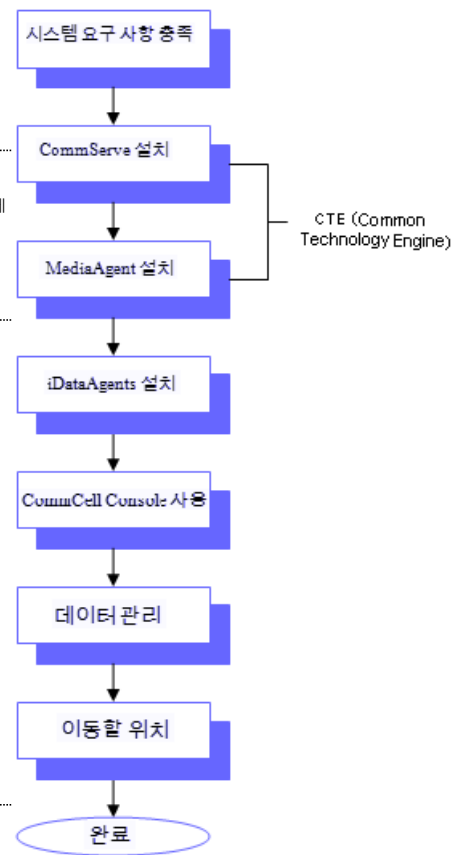 시스템 요구 사항 충족
CommServe 설치
MediaAgent 설치
CTE (Common
Technology Engine)
iDataAgents 설치
CommCell Console 사용
데이터 관리
이동할 위치
완료